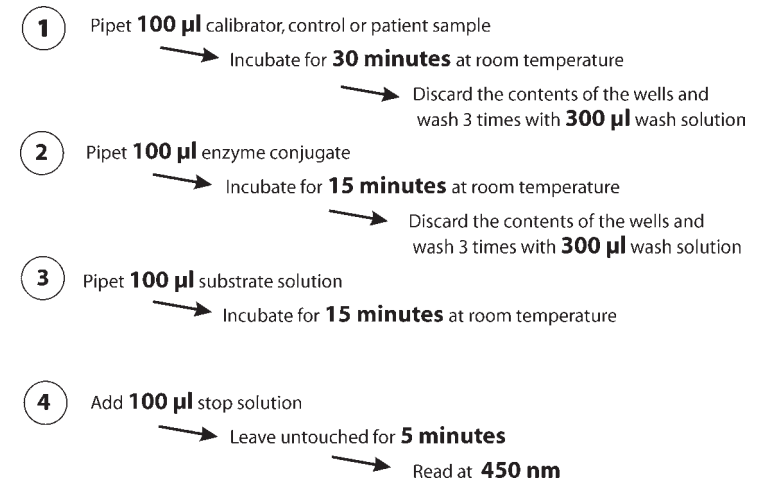 1 Pipet 100 µl calibrator, control or patient sample
Incubate for 30 minutes at room temperature
Discard the contents of the wells and
wash 3 times with 300 µl wash solution
2 Pipet 100 µl enzyme conjugate
Incubate for 15 minutes at room temperature
Discard the contents of the wells and
wash 3 times with 300 µl wash solution
3 Pipet 100 µl substrate solution
Incubate for 15 minutes at room temperature
4 Add 100 µl stop solution
Leave untouched for 5 minutes
Read at 450 nm